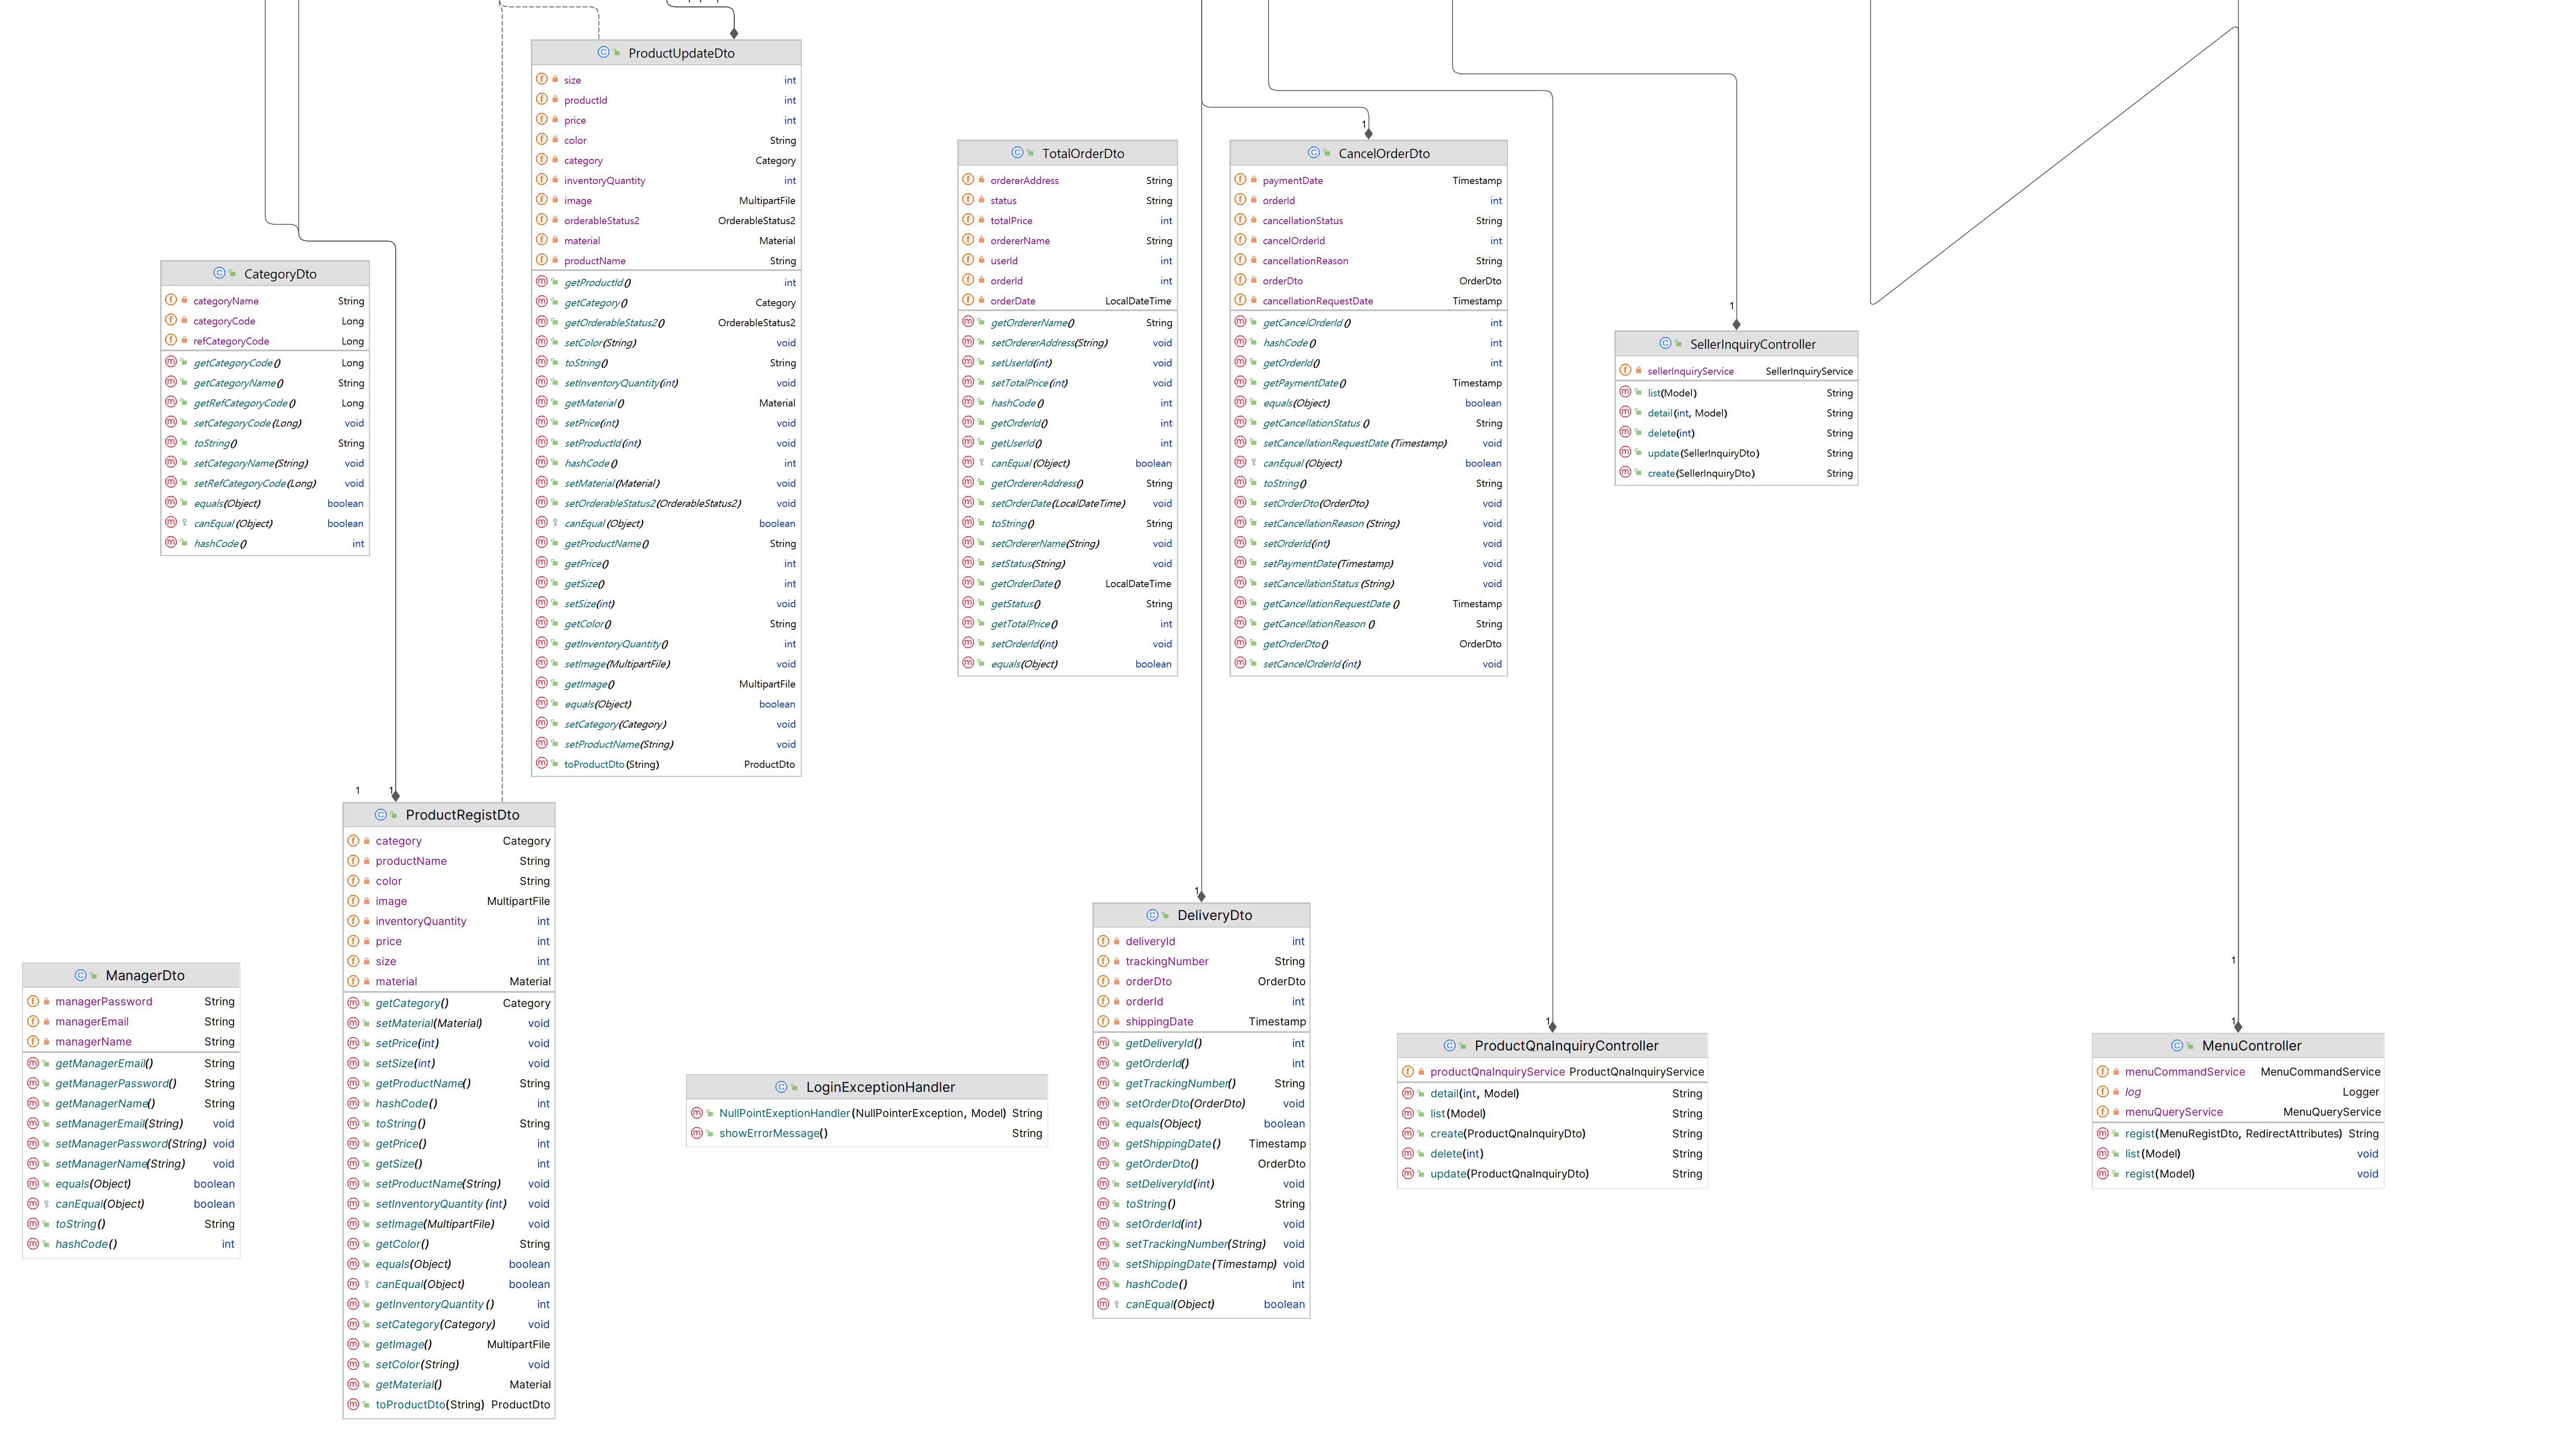 ProductUpdateDto
size int
productId int
price int
color String
category Category
inventoryQuantity int
image MultipartFile
orderableStatus2 OrderableStatus2
material Material
productName String
getProductId() int
getCategory() Category
getOrderableStatus2() OrderableStatus2
setColor(String) void
toString() String
setInventoryQuantity(int) void
getMaterial() Material
setPrice(int) void
setProductId(int) void
hashCode() int
setMaterial(Material) void
setOrderableStatus2(OrderableStatus2) void
canEqual(Object) boolean
getProductName() String
getPrice() int
getSize() int
setSize(int) void
getColor() String
getInventoryQuantity() int
setImage(MultipartFile) void
getImage() MultipartFile
equals(Object) boolean
setCategory(Category) void
setProductName(String) void
toProductDto(String) ProductDto
TotalOrderDto
ordererAddress String
status String
totalPrice int
ordererName String
userId int
orderId int
orderDate LocalDateTime
getOrdererName() String
setOrdererAddress(String) void
setUserId(int) void
setTotalPrice(int) void
hashCode() int
getOrderId() int
getUserId() int
canEqual(Object) boolean
getOrdererAddress() String
setOrderDate(LocalDateTime) void
toString() String
setOrdererName(String) void
setStatus(String) void
getOrderDate() LocalDateTime
getStatus() String
getTotalPrice() int
setOrderId(int) void
equals(Object) boolean
1
CancelOrderDto
paymentDate Timestamp
orderId int
cancellationStatus String
cancelOrderId int
cancellationReason String
orderDto OrderDto
cancellationRequestDate Timestamp
getCancelOrderId() int
hashCode() int
getOrderId() int
getPaymentDate() Timestamp
equals(Object) boolean
getCancellationStatus() String
setCancellationRequestDate(Timestamp) void
canEqual(Object) boolean
toString() String
setOrderDto(OrderDto) void
setCancellationReason(String) void
setOrderId(int) void
setPaymentDate(Timestamp) void
setCancellationStatus(String) void
getCancellationRequestDate() Timestamp
getCancellationReason() String
getOrderDto() OrderDto
setCancelOrderId(int) void
CategoryDto
categoryName String
categoryCode Long
refCategoryCode Long
getCategoryCode() Long
getCategoryName() String
getRefCategoryCode() Long
setCategoryCode(Long) void
toString() String
setCategoryName(String) void
setRefCategoryCode(Long) void
equals(Object) boolean
canEqual(Object) boolean
hashCode() int
1
SellerInquiryController
sellerInquiryService SellerInquiryService
list(Model) String
detail(int, Model) String
delete(int) String
update(SellerInquiryDto) String
create(SellerInquiryDto) String
1 1
ProductRegistDto
category Category
productName String
color String
image MultipartFile
inventoryQuantity int
price int
size int
material Material
getCategory() Category
setMaterial(Material) void
setPrice(int) void
setSize(int) void
getProductName() String
hashCode() int
toString() String
getPrice() int
getSize() int
setProductName(String) void
setInventoryQuantity(int) void
setImage(MultipartFile) void
getColor() String
equals(Object) boolean
canEqual(Object) boolean
getInventoryQuantity() int
setCategory(Category) void
getImage() MultipartFile
setColor(String) void
getMaterial() Material
toProductDto(String) ProductDto
ManagerDto
managerPassword String
managerEmail String
managerName String
getManagerEmail() String
getManagerPassword() String
getManagerName() String
setManagerEmail(String) void
setManagerPassword(String) void
setManagerName(String) void
equals(Object) boolean
canEqual(Object) boolean
toString() String
hashCode() int
LoginExceptionHandler
NullPointExeptionHandler(NullPointerException, Model) String
showErrorMessage() String
1
DeliveryDto
deliveryId int
trackingNumber String
orderDto OrderDto
orderId int
shippingDate Timestamp
getDeliveryId() int
getOrderId() int
getTrackingNumber() String
setOrderDto(OrderDto) void
equals(Object) boolean
getShippingDate() Timestamp
getOrderDto() OrderDto
setDeliveryId(int) void
toString() String
setOrderId(int) void
setTrackingNumber(String) void
setShippingDate(Timestamp) void
hashCode() int
canEqual(Object) boolean
1
ProductQnaInquiryController
productQnaInquiryService ProductQnaInquiryService
detail(int, Model) String
list(Model) String
create(ProductQnaInquiryDto) String
delete(int) String
update(ProductQnaInquiryDto) String
1
1
MenuController
menuCommandService MenuCommandService
log Logger
menuQueryService MenuQueryService
regist(MenuRegistDto, RedirectAttributes) String
list(Model) void
regist(Model) void